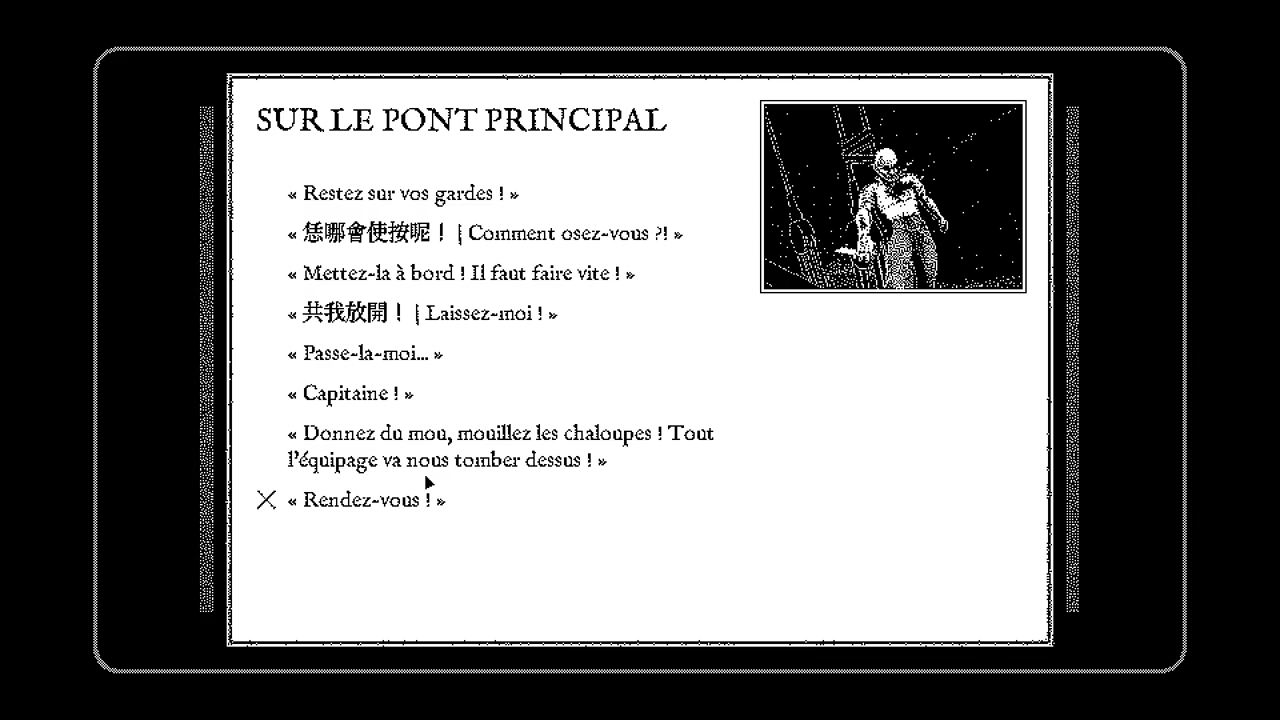 SUR LE PONT PRINCIPAL
« Restez sur vos gardes ! »
« 恁哪會使按呢！ | Comment osez-vous ?! »
« Mettez-la à bord ! Il faut faire vite ! »
« 共我放開！ | Laissez-moi ! »
« Passe-la-moi... »
« Capitaine ! »
« Donnez du mou, mouillez les chaloupes ! Tout
l'équipage va nous tomber dessus ! »
« Rendez-vous ! »